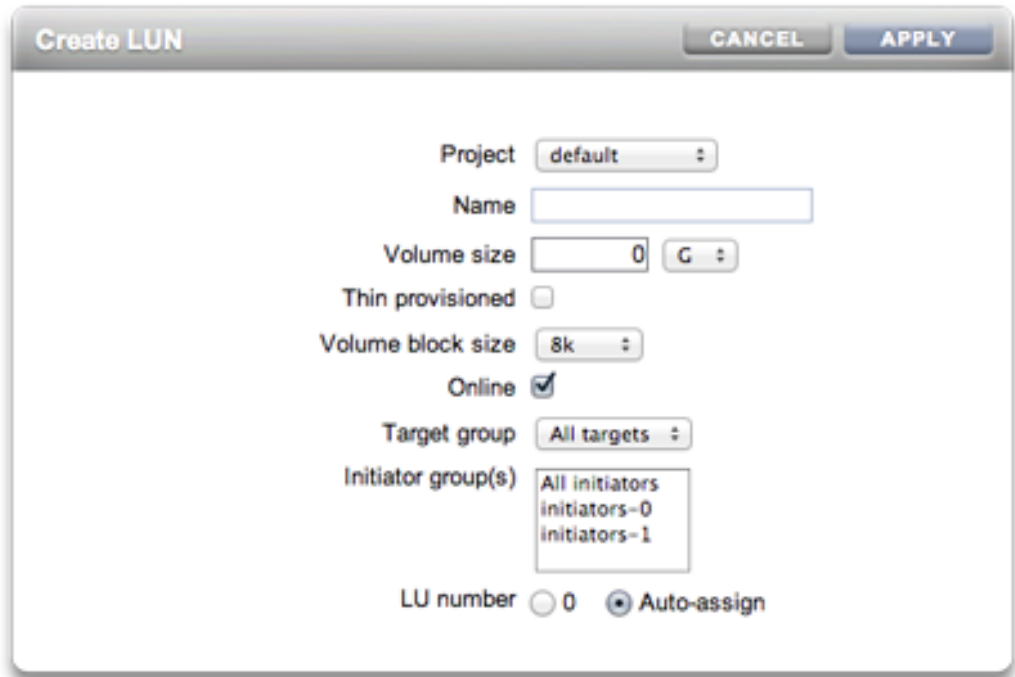 Create LUN CANCEL APPLY
Project default
Name
Volume size 0 G
Thin provisioned
Volume block size 8k
Online
Target group All targets
Initiator group(s) All initiators
initiators-0
initiators-1
LU number 0 Auto-assign